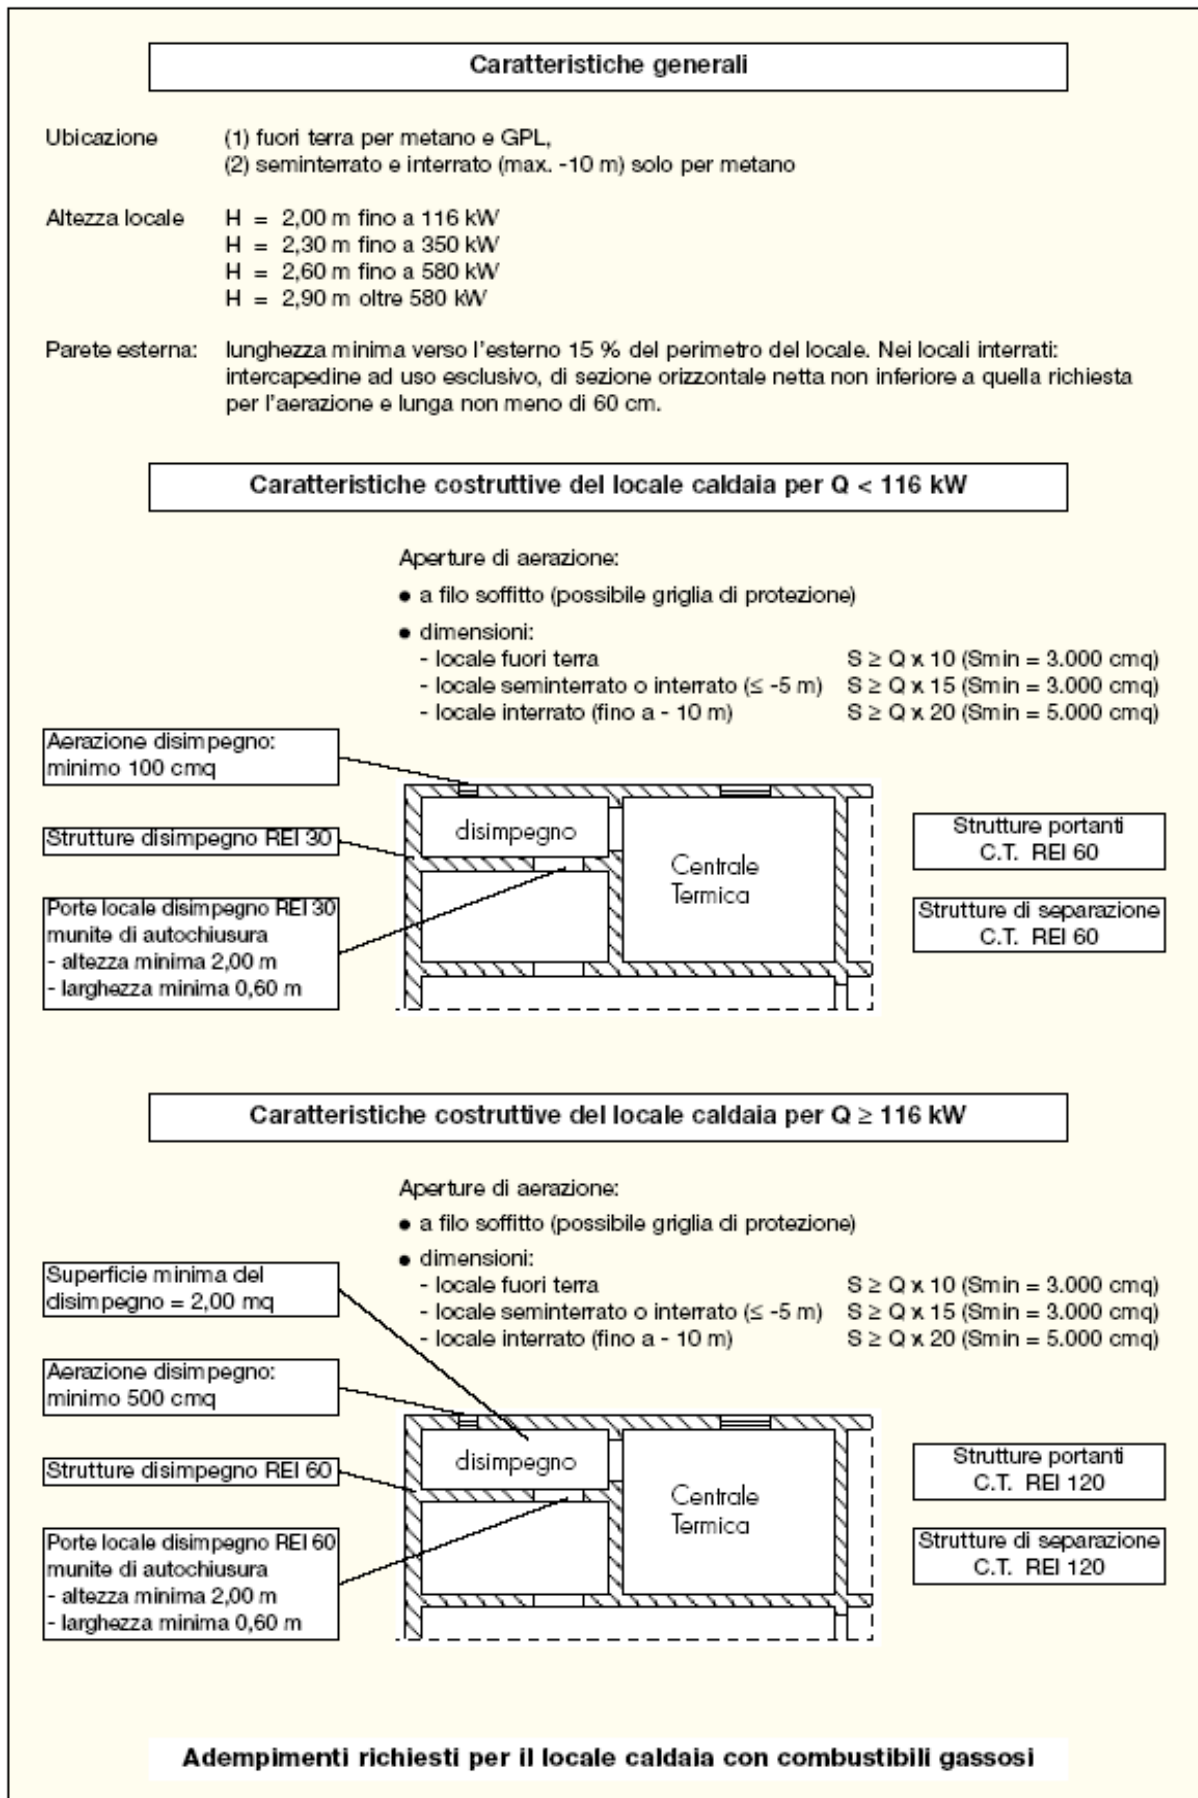 Caratteristiche generali
Ubicazione (1) fuori terra per metano e GPL,
(2) seminterrato e interrato (max. -10 m) solo per metano
Altezza locale H = 2,00 m fino a 116 kW
H = 2,30 m fino a 350 kW
H = 2,60 m fino a 580 kW
H = 2,90 m oltre 580 kW
Parete esterna: lunghezza minima verso l'esterno 15 % del perimetro del locale. Nei locali interrati:
intercapedine ad uso esclusivo, di sezione orizzontale netta non inferiore a quella richiesta
per l'aerazione e lunga non meno di 60 cm.
Caratteristiche costruttive del locale caldaia per Q < 116 kW
Aperture di aerazione:
● a filo soffitto (possibile griglia di protezione)
● dimensioni:
- locale fuori terra S ≥ Q x 10 (Smin = 3.000 cmq)
- locale seminterrato o interrato (≤ -5 m) S ≥ Q x 15 (Smin = 3.000 cmq)
- locale interrato (fino a - 10 m) S ≥ Q x 20 (Smin = 5.000 cmq)
Aerazione disimpegno:
minimo 100 cmq
Strutture disimpegno REI 30
Porte locale disimpegno REI 30
munite di autochiusura
- altezza minima 2,00 m
- larghezza minima 0,60 m
disimpegno
Centrale
Termica
Strutture portanti
C.T. REI 60
Strutture di separazione
C.T. REI 60
Caratteristiche costruttive del locale caldaia per Q ≥ 116 kW
Aperture di aerazione:
● a filo soffitto (possibile griglia di protezione)
● dimensioni:
- locale fuori terra S ≥ Q x 10 (Smin = 3.000 cmq)
- locale seminterrato o interrato (≤ -5 m) S ≥ Q x 15 (Smin = 3.000 cmq)
- locale interrato (fino a - 10 m) S ≥ Q x 20 (Smin = 5.000 cmq)
Superficie minima del
disimpegno = 2,00 mq
Aerazione disimpegno:
minimo 500 cmq
Strutture disimpegno REI 60
Porte locale disimpegno REI 60
munite di autochiusura
- altezza minima 2,00 m
- larghezza minima 0,60 m
disimpegno
Centrale
Termica
Strutture portanti
C.T. REI 120
Strutture di separazione
C.T. REI 120
Adempimenti richiesti per il locale caldaia con combustibili gassosi